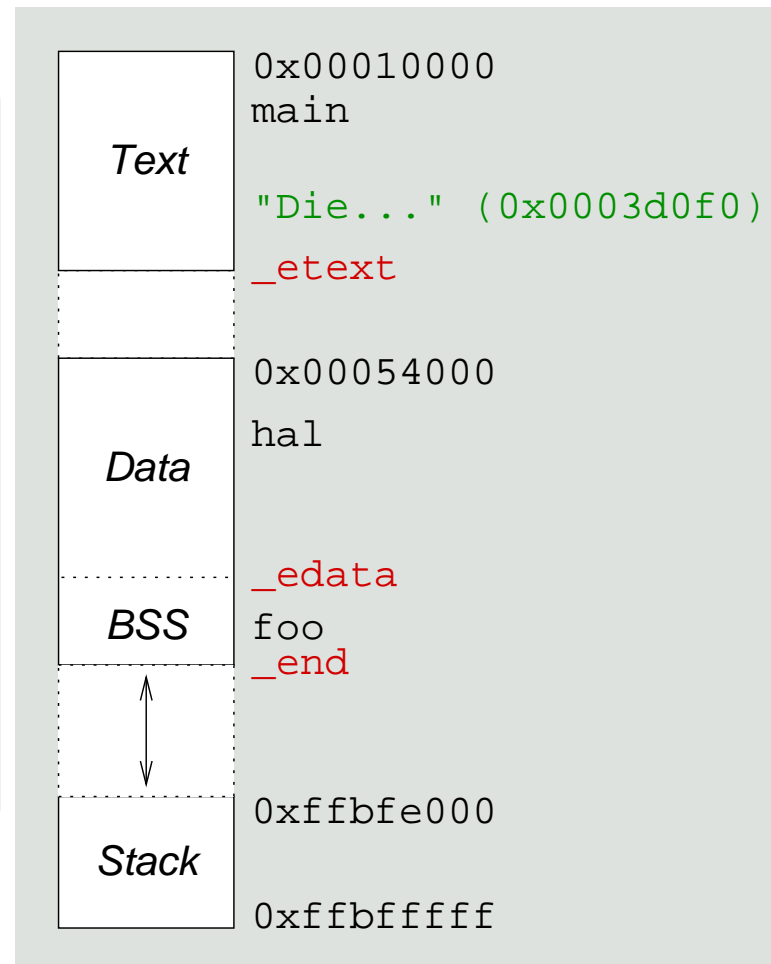 0x00010000
main
Text
"Die..." (0x0003d0f0)
_etext
0x00054000
hal
Data
_edata
BSS foo
_end
0xffbfe000
Stack
0xffbfffff